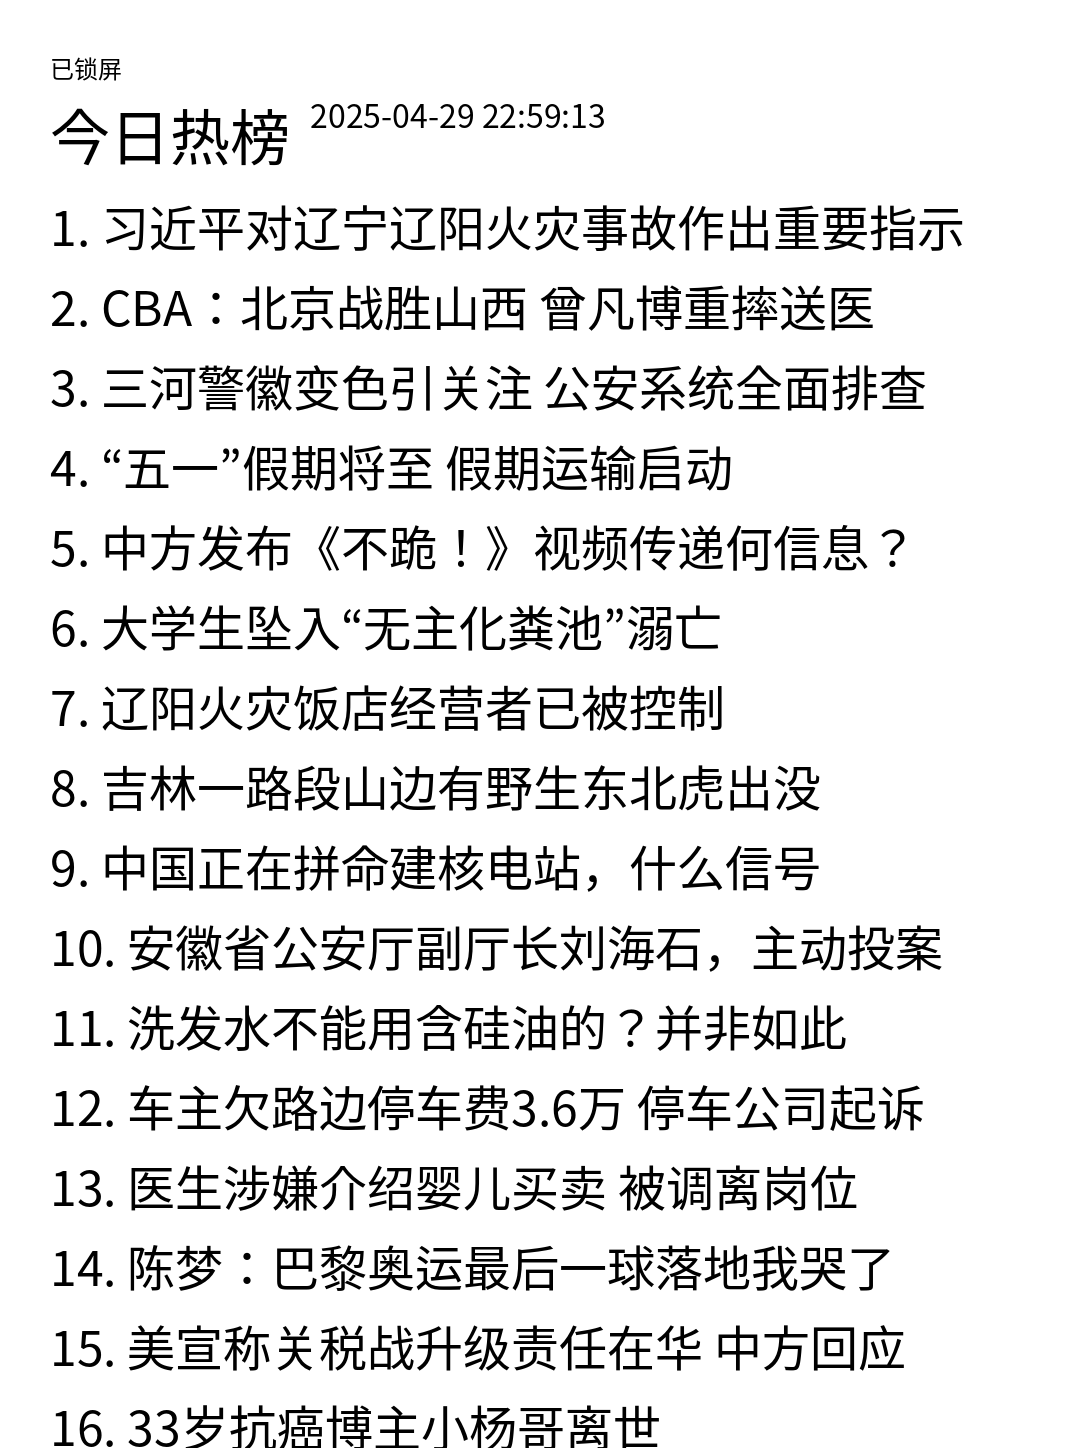 已锁屏
今日热榜 2025-04-29 22:59:13
1. 习近平对辽宁辽阳火灾事故作出重要指示
2. CBA：北京战胜山西 曾凡博重摔送医
3. 三河警徽变色引关注 公安系统全面排查
4. “五一”假期将至 假期运输启动
5. 中方发布《不跪！》视频传递何信息？
6. 大学生坠入“无主化粪池”溺亡
7. 辽阳火灾饭店经营者已被控制
8. 吉林一路段山边有野生东北虎出没
9. 中国正在拼命建核电站，什么信号
10. 安徽省公安厅副厅长刘海石，主动投案
11. 洗发水不能用含硅油的？并非如此
12. 车主欠路边停车费3.6万 停车公司起诉
13. 医生涉嫌介绍婴儿买卖 被调离岗位
14. 陈梦：巴黎奥运最后一球落地我哭了
15. 美宣称关税战升级责任在华 中方回应
16. 33岁抗癌博主小杨哥离世